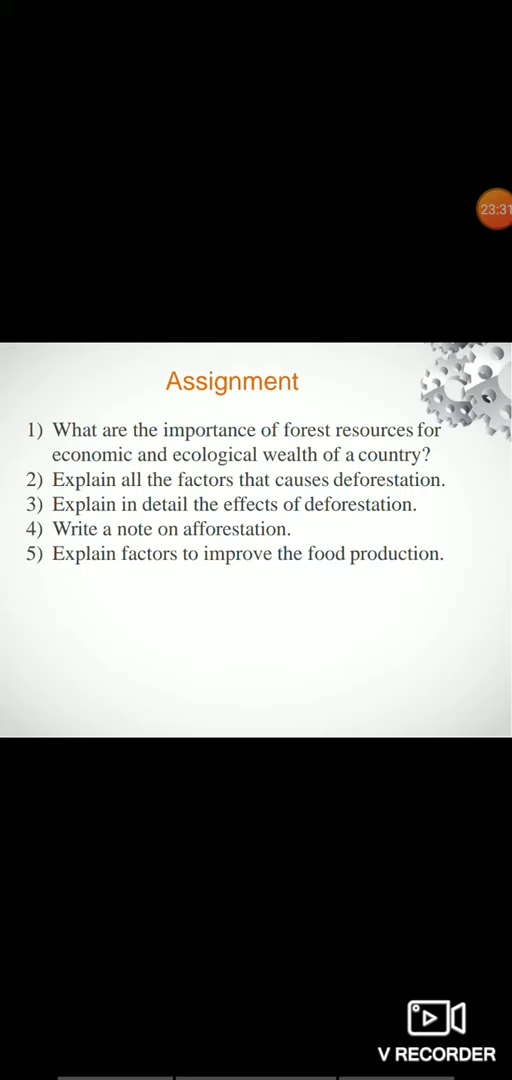 23:31
Assignment
1) What are the importance of forest resources for
economic and ecological wealth of a country?
2) Explain all the factors that causes deforestation.
3) Explain in detail the effects of deforestation.
4) Write a note on afforestation.
5) Explain factors to improve the food production.
V RECORDER